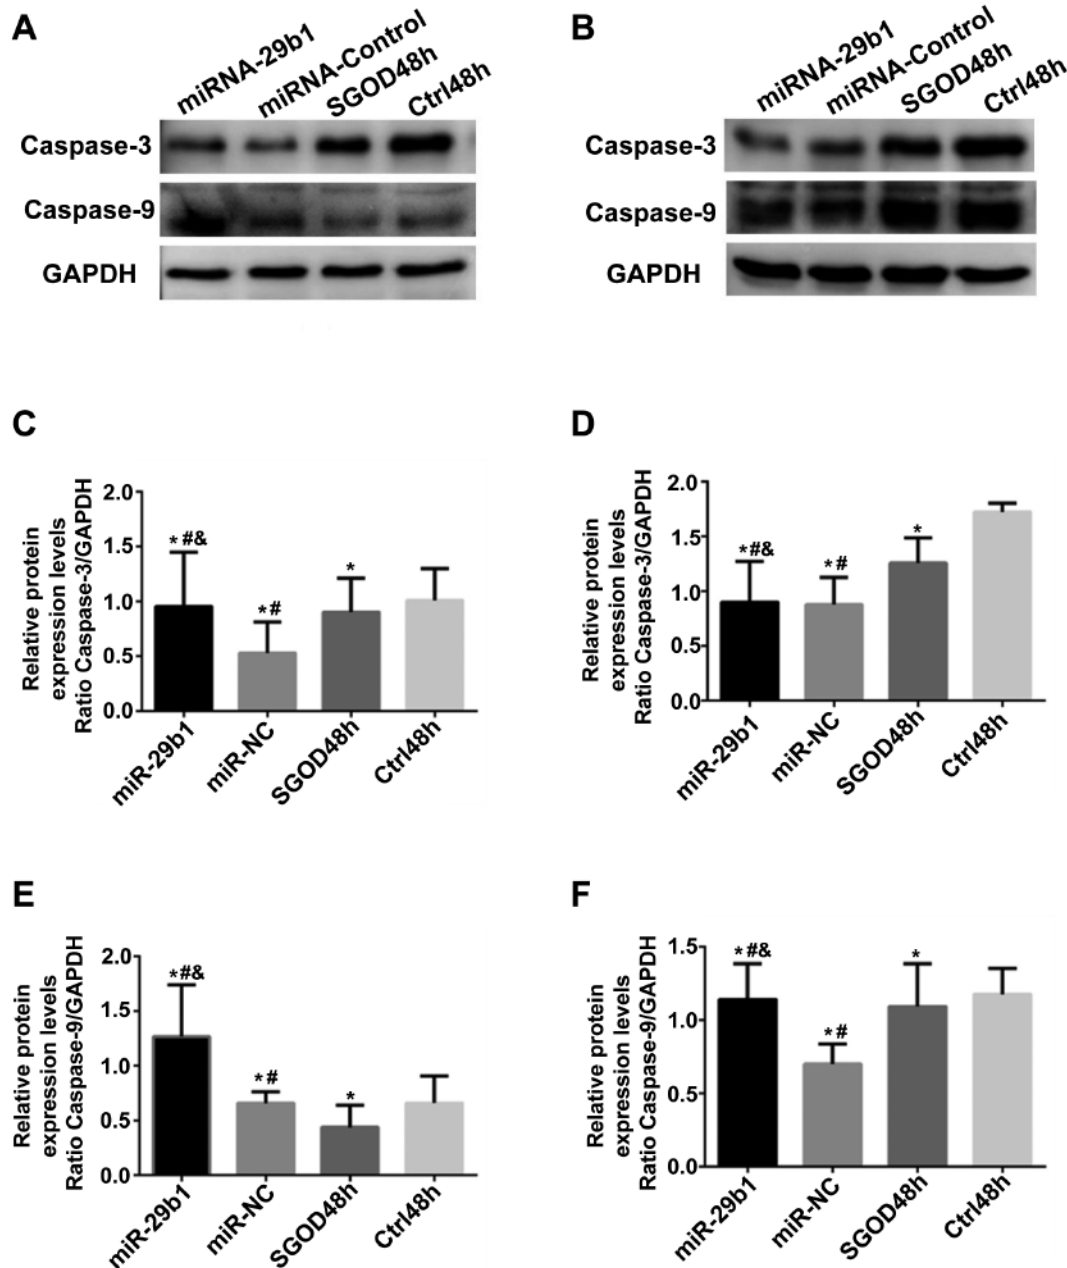 A
miRNA-29b1
miRNA-Control
SGOD48h
Ctrl48h
Caspase-3
Caspase-9
GAPDH
B
miRNA-29b1
miRNA-Control
SGOD48h
Ctrl48h
Caspase-3
Caspase-9
GAPDH
C
Relative protein
expression levels
Ratio Caspase-3/GAPDH
2.0
1.5
1.0
0.5
0.0
*#&
*#
*
miR-29b1
miR-NC
SGOD48h
Ctrl48h
D
Relative protein
expression levels
Ratio Caspase-3/GAPDH
2.0
1.5
1.0
0.5
0.0
*#&
*#
*
miR-29b1
miR-NC
SGOD48h
Ctrl48h
E
Relative protein
expression levels
Ratio Caspase-9/GAPDH
2.0
1.5
1.0
0.5
0.0
*#&
*#
*
miR-29b1
miR-NC
SGOD48h
Ctrl48h
F
Relative protein
expression levels
Ratio Caspase-9/GAPDH
1.5
1.0
0.5
0.0
*#&
*#
*
miR-29b1
miR-NC
SGOD48h
Ctrl48h